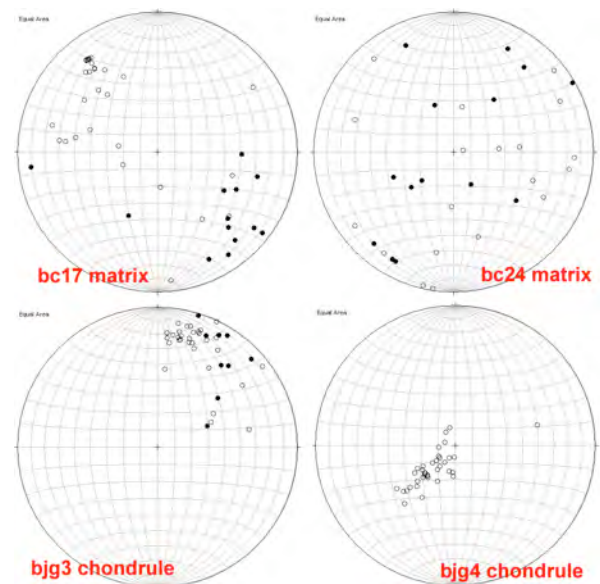 Equal Area
Equal Area
bc17 matrix
bc24 matrix
Equal Area
Equal Area
bjg3 chondrule
bjg4 chondrule